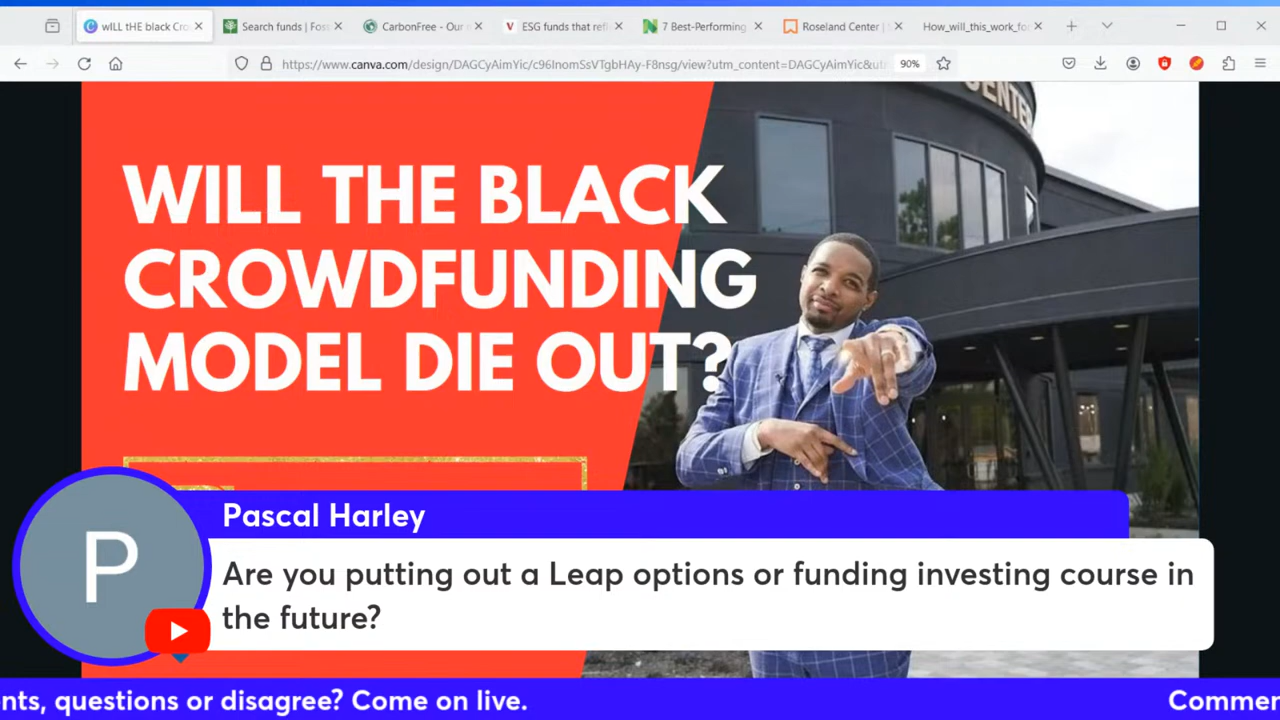 wILL tHE black Cro
Search funds | Fos
CarbonFree - Our
ESG funds that refl
7 Best-Performing
Roseland Center |
How_will_this_work_fo
https://www.canva.com/design/DAGCyAimYic/c96InomSsVTgbHAy-F8nsg/view?utm_content=DAGCyAimYic&u
90%
CENTER
WILL THE BLACK
CROWDFUNDING
MODEL DIE OUT?
Pascal Harley
P
Are you putting out a Leap options or funding investing course in
the future?
nts, questions or disagree? Come on live.
Commen